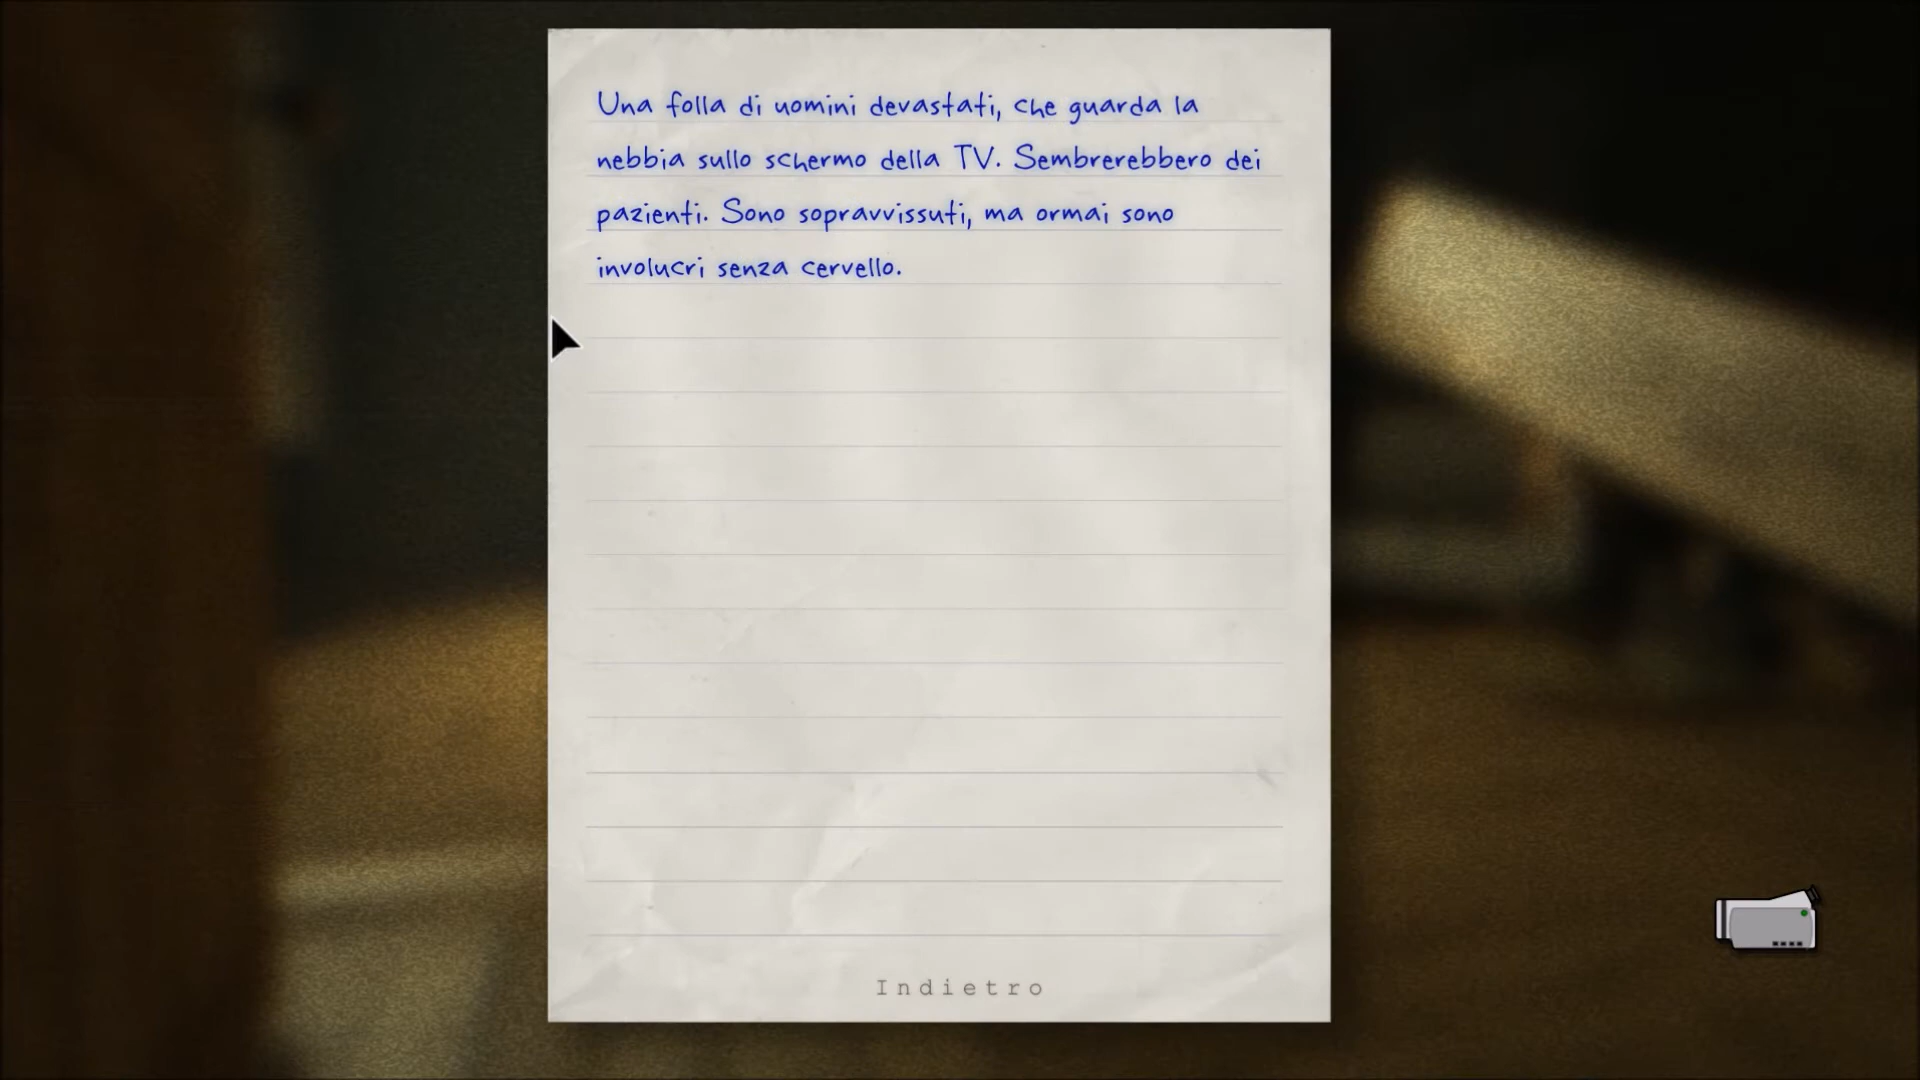 Una folla di uomini devastati, che guarda la
nebbia sullo schermo della TV. Sembrerebbero dei
pazienti. Sono sopravvissuti, ma ormai sono
involucri senza cervello.
Indietro